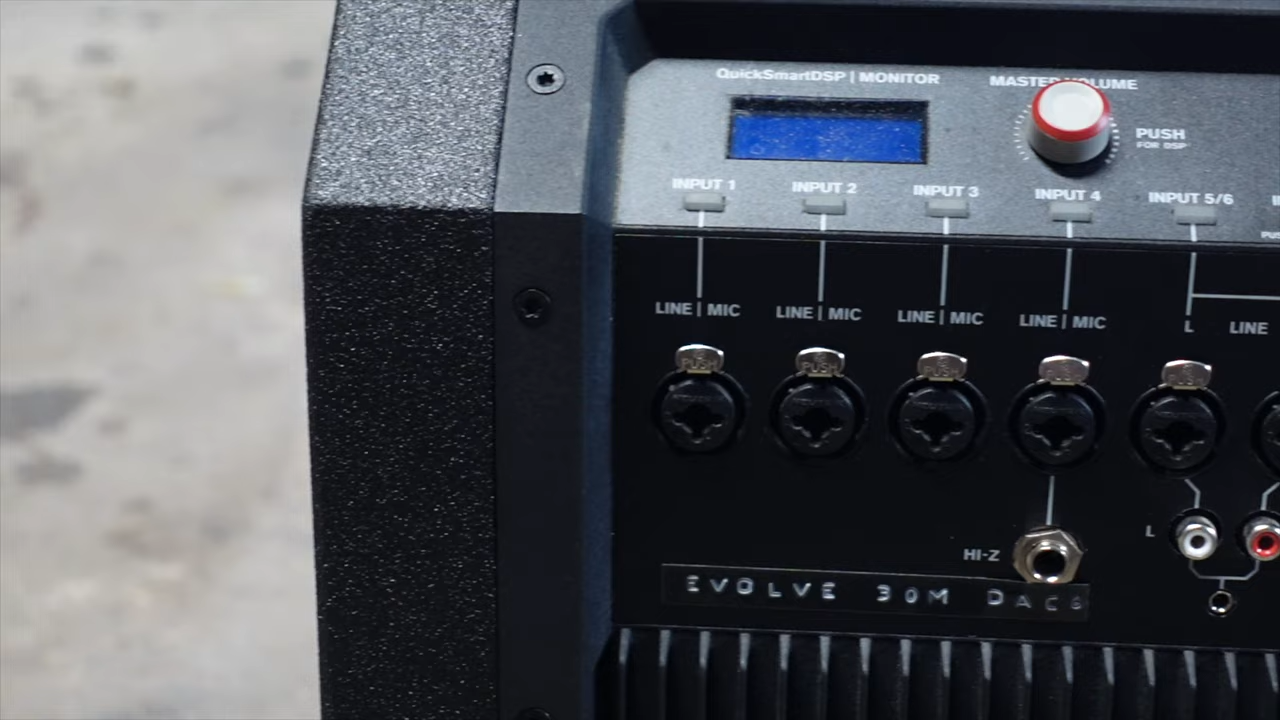 QuickSmartDSP | MONITOR
MASTER VOLUME
PUSH
FOR DSP
INPUT 1
INPUT 2
INPUT 3
INPUT 4
INPUT 5/6
LINE | MIC
LINE | MIC
LINE | MIC
LINE | MIC
L
LINE
PUSH
PUSH
PUSH
PUSH
L
HI-Z
EVOLVE 30M